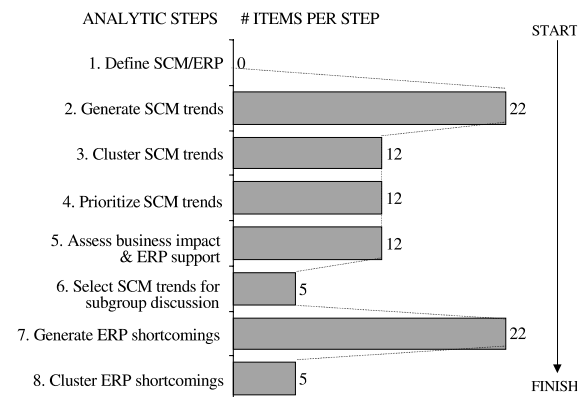 ANALYTIC STEPS # ITEMS PER STEP
START
1. Define SCM/ERP 0
2. Generate SCM trends 22
3. Cluster SCM trends 12
4. Prioritize SCM trends 12
5. Assess business impact
& ERP support 12
6. Select SCM trends for
subgroup discussion 5
7. Generate ERP shortcomings 22
8. Cluster ERP shortcomings 5
FINISH